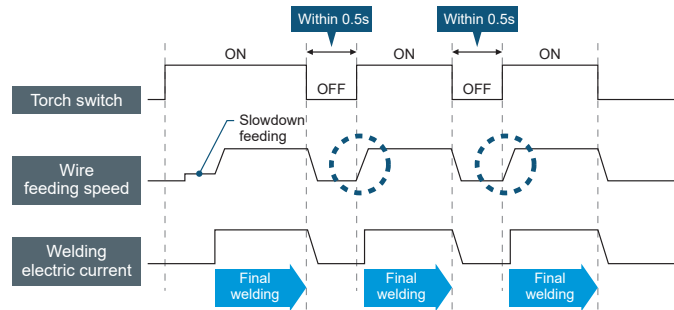 Within 0.5s
Within 0.5s
ON
ON
ON
OFF
OFF
Torch switch
Slowdown
feeding
Wire
feeding speed
Welding
electric current
Final
welding
Final
welding
Final
welding